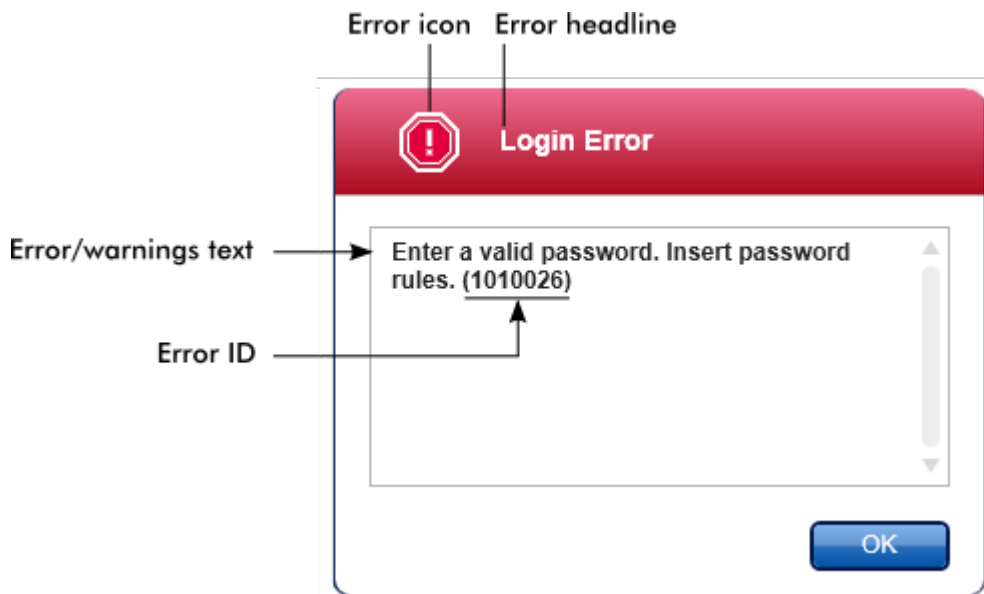 Error icon Error headline
Login Error
Error/warnings text
Enter a valid password. Insert password
rules. (1010026)
Error ID
OK